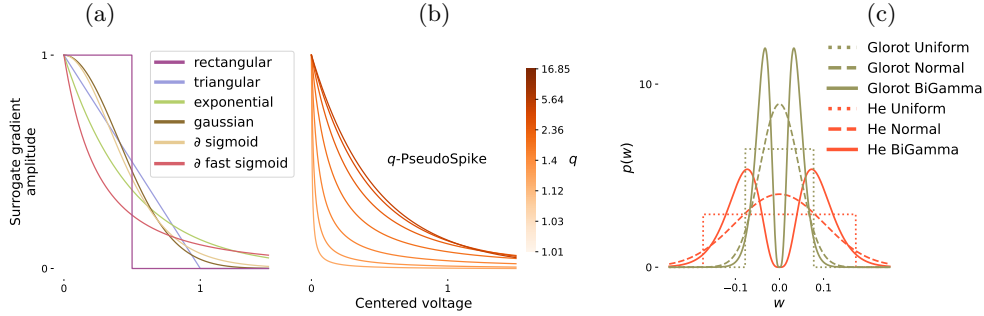 (a)
(b)
(c)
Surrogate gradient
amplitude
1
0
0
1
rectangular
triangular
exponential
gaussian
∂ sigmoid
∂ fast sigmoid
q-PseudoSpike
0
1
Centered voltage
16.85
5.64
2.36
1.4
1.12
1.03
1.01
q
p(w)
10
0
−0.1
0.0
0.1
w
Glorot Uniform
Glorot Normal
Glorot BiGamma
He Uniform
He Normal
He BiGamma